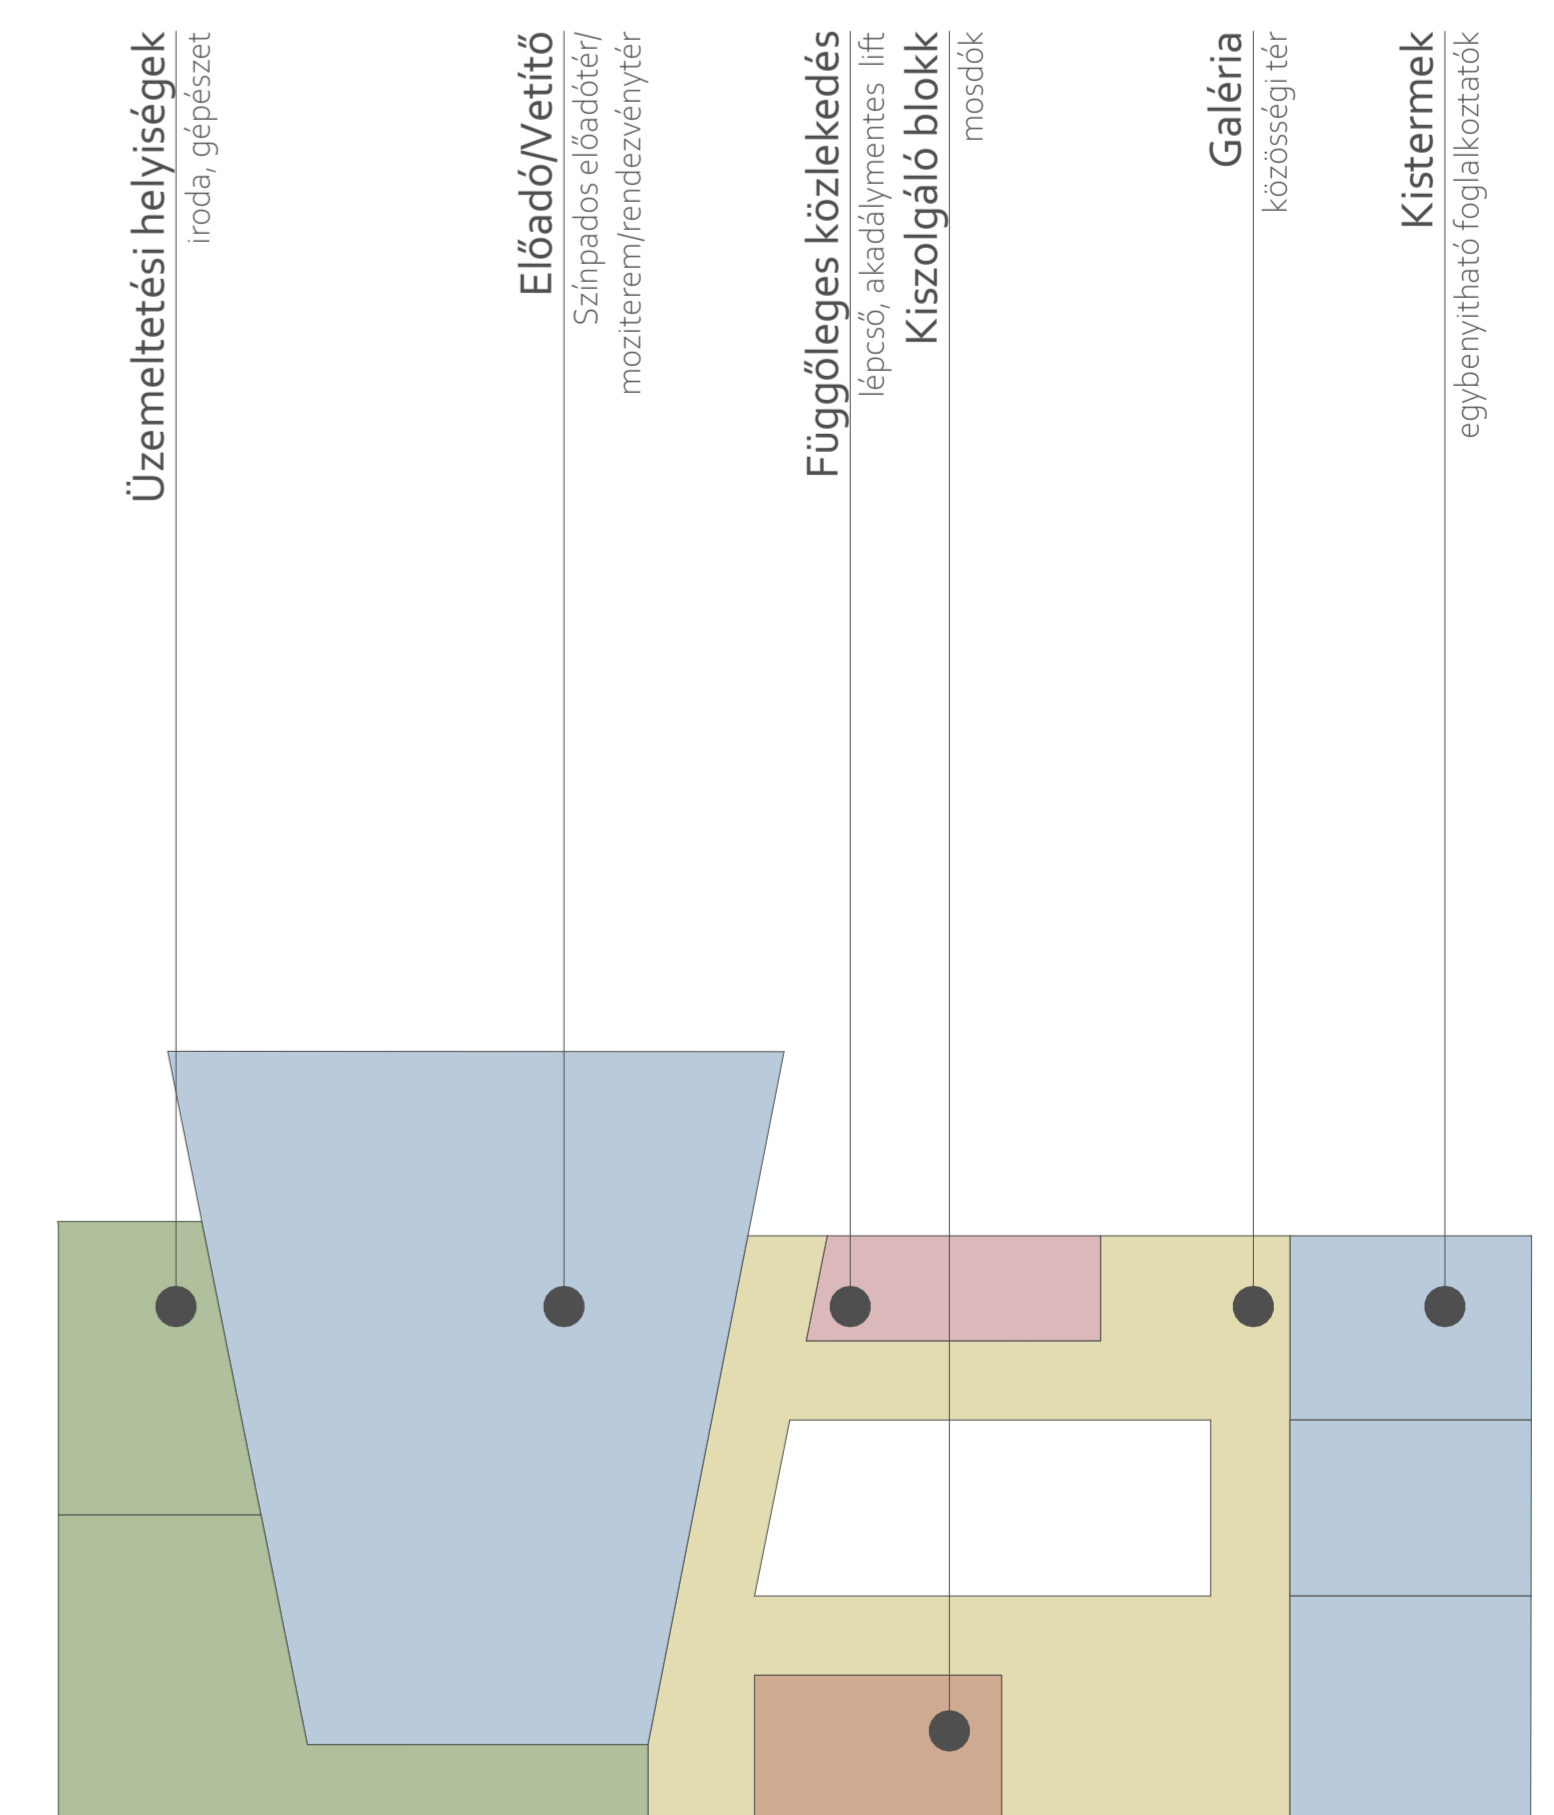 Üzemeltetési helyiségek
iroda, gépészet
Előadó/Vetítő
Színpados előadótér/
moziterem/rendezvénytér
Függőleges közlekedés
lépcső, akadálymentes lift
Kiszolgáló blokk
mosdók
Galéria
közösségi tér
Kistermek
egybenyitható foglalkoztatók